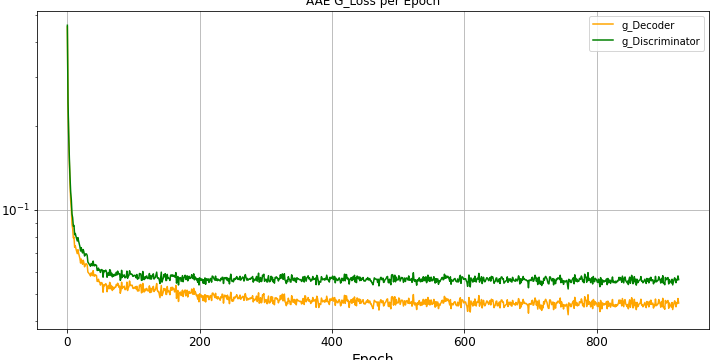 AAE G_Loss per Epoch
g_Decoder
g_Discriminator
10⁻¹
0 200 400 600 800
Epoch